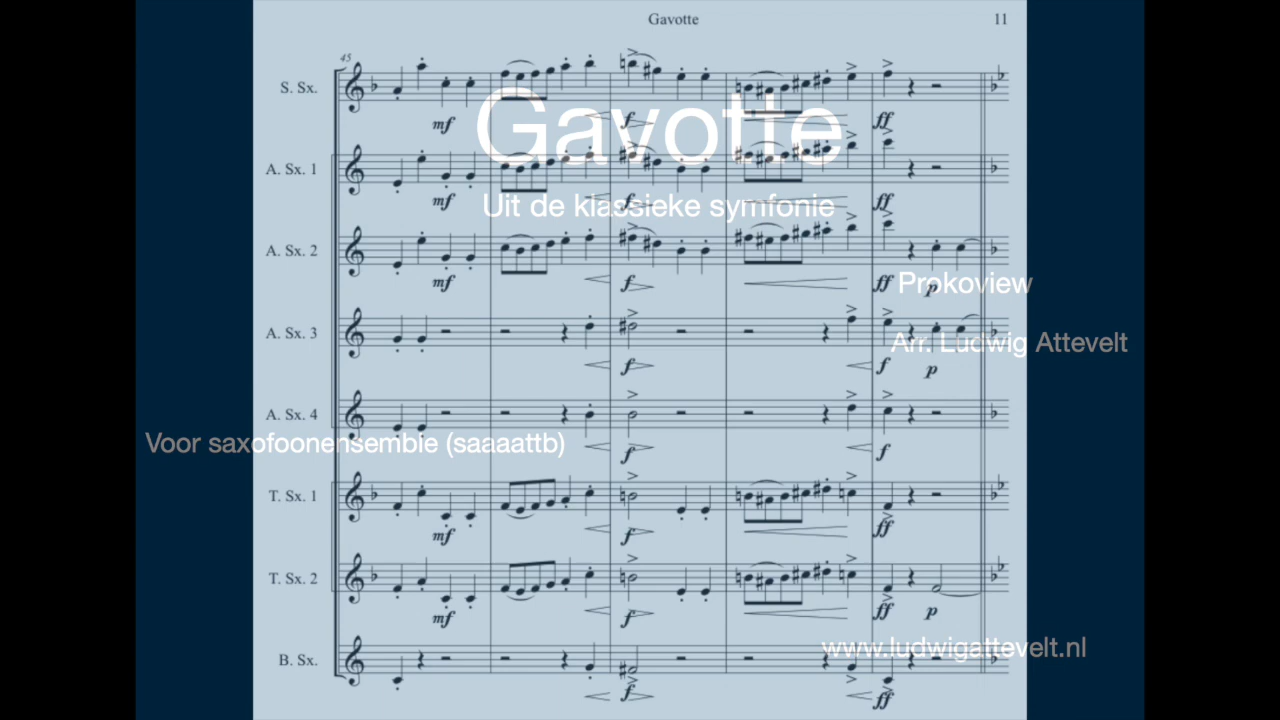 Gavotte 11
45
S. Sx.
mf f ff
Gavotte
A. Sx. 1
mf f ff
Uit de klassieke symfonie
A. Sx. 2
mf f ff p
Prokoview
A. Sx. 3
f f p
Arr. Ludwig Attevelt
A. Sx. 4
f f
Voor saxofoonensemble (saaaattb)
T. Sx. 1
mf f ff
T. Sx. 2
mf f ff p
www.ludwigattevelt.nl
B. Sx.
f ff